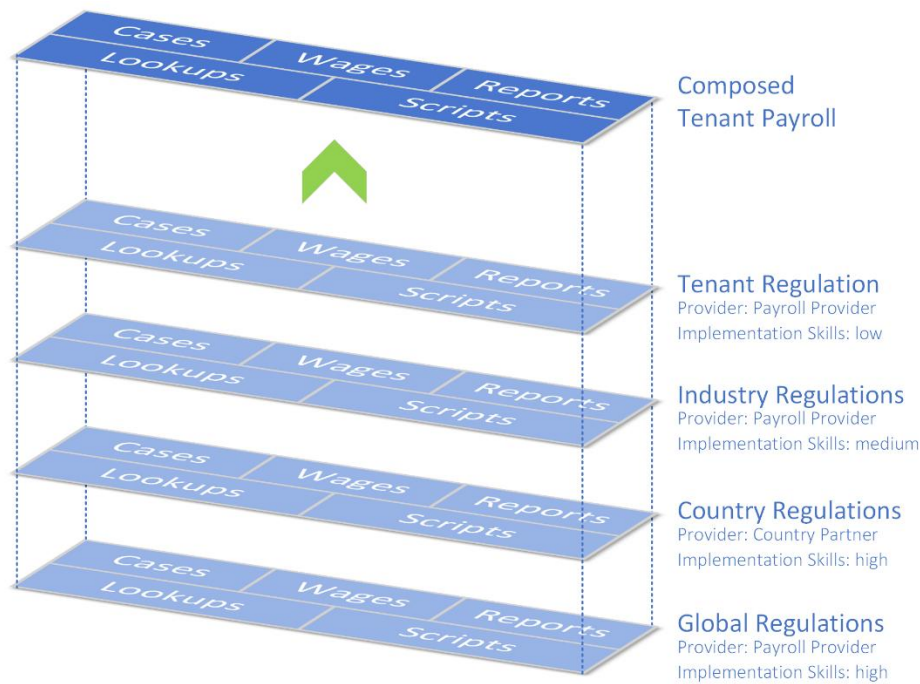 Cases Wages Reports
Lookups Scripts
Composed
Tenant Payroll
Cases Wages Reports
Lookups Scripts
Tenant Regulation
Provider: Payroll Provider
Implementation Skills: low
Cases Wages Reports
Lookups Scripts
Industry Regulations
Provider: Payroll Provider
Implementation Skills: medium
Cases Wages Reports
Lookups Scripts
Country Regulations
Provider: Country Partner
Implementation Skills: high
Cases Wages Reports
Lookups Scripts
Global Regulations
Provider: Payroll Provider
Implementation Skills: high